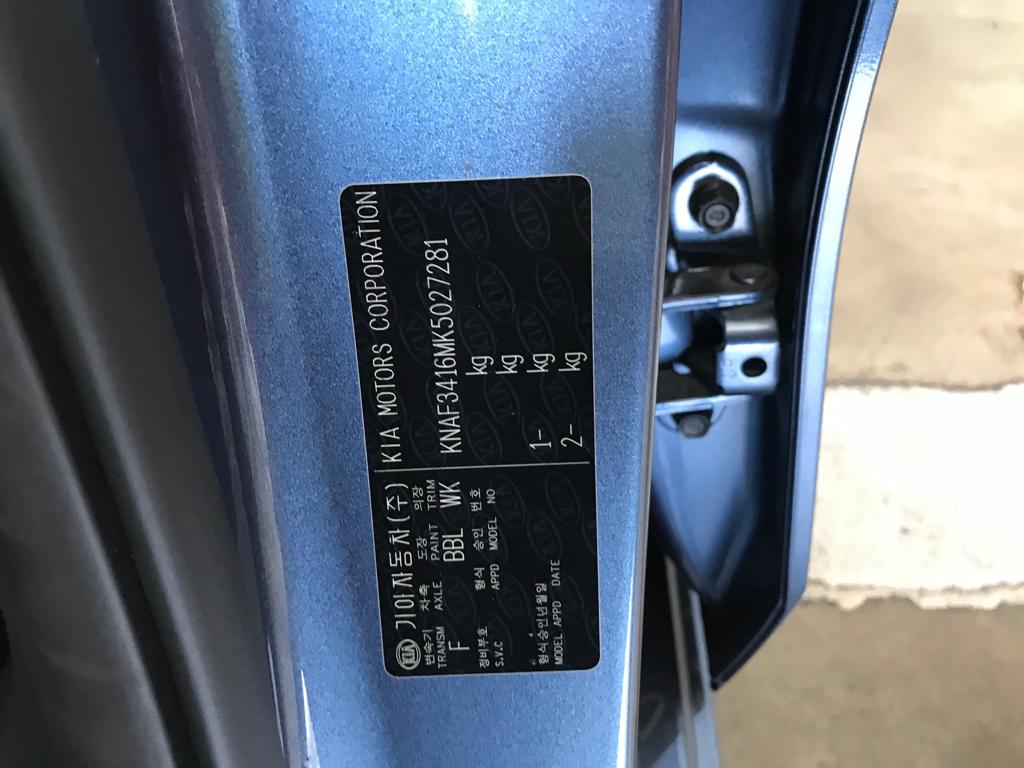 KIA 기아자동차(주) KIA MOTORS CORPORATION
변속기 차축 도장 의장
TRANSM AXLE PAINT TRIM
F BBL WK KNAF3416MK5027281
정비부호 형식 승인 번호 kg
S.V.C APPD MODEL NO kg
형식승인년월일 1- kg
MODEL APPD DATE 2- kg